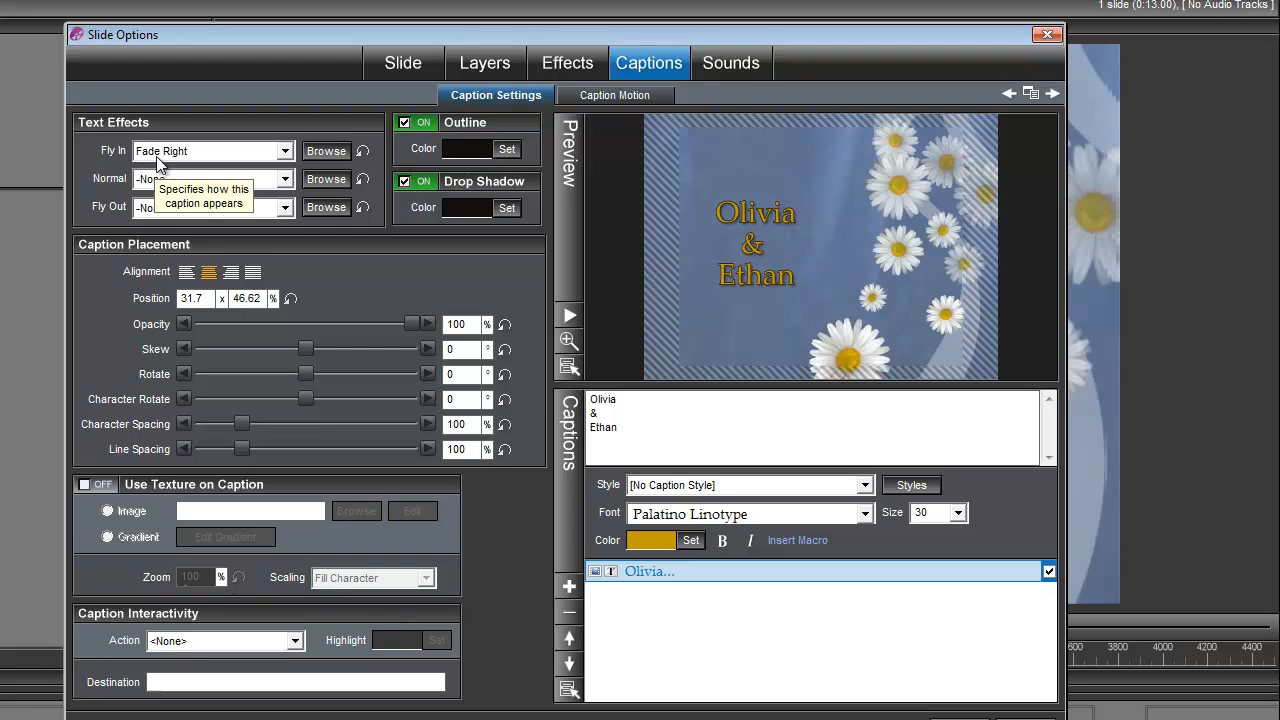 1 slide (0:13.00), [ No Audio Tracks ]
Slide Options
Slide Layers Effects Captions Sounds
Caption Settings Caption Motion
Text Effects
Fly In Fade Right Browse
Normal Browse
Specifies how this
caption appears
Fly Out Browse
ON Outline
Color Set
ON Drop Shadow
Color Set
Caption Placement
Alignment
Position 31.7 x 46.62 %
Opacity 100 %
Skew 0 °
Rotate 0 °
Character Rotate 0 °
Character Spacing 100 %
Line Spacing 100 %
OFF Use Texture on Caption
Image Browse Edit
Gradient Edit Gradient
Zoom 100 % Scaling Fill Character
Caption Interactivity
Action <None> Highlight Set
Destination
Preview
Olivia
&
Ethan
Captions
Olivia
&
Ethan
Style [No Caption Style] Styles
Font Palatino Linotype Size 30
Color Set B I Insert Macro
T Olivia...
3800 4000 4200 4400